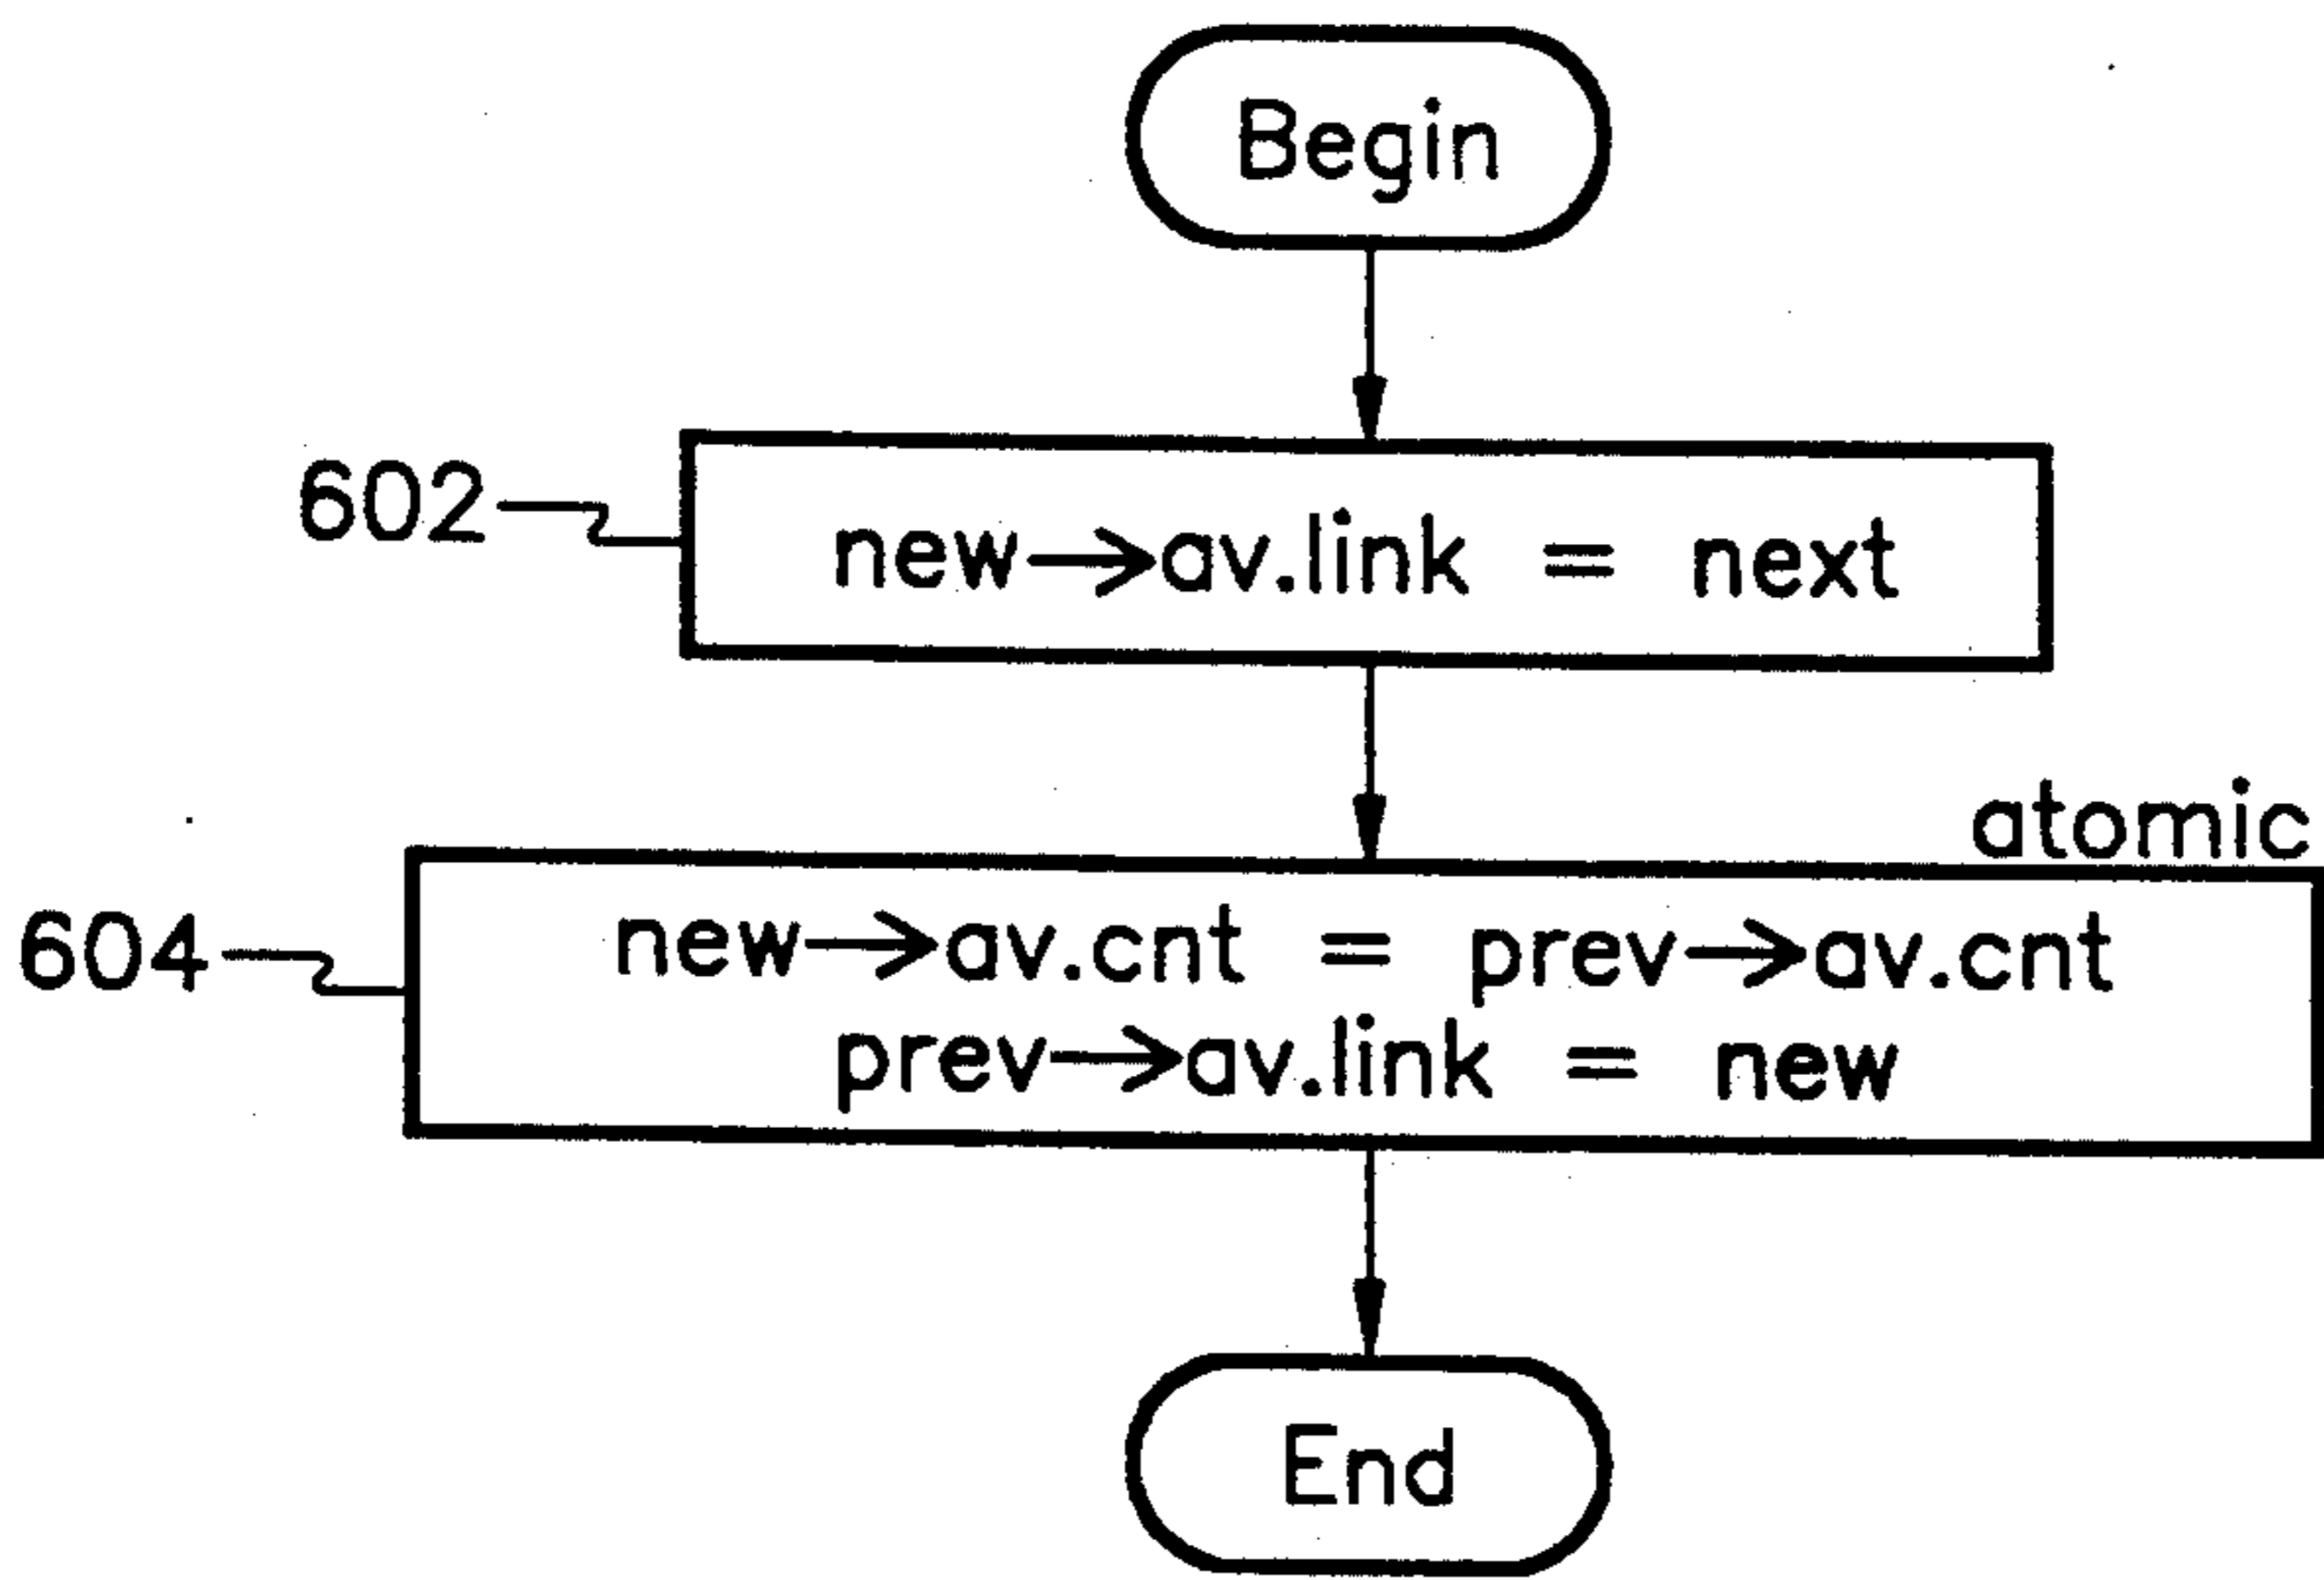 Begin
602
new→av.link = next
atomic
604
new→av.cnt = prev→av.cnt
prev→av.link = new
End